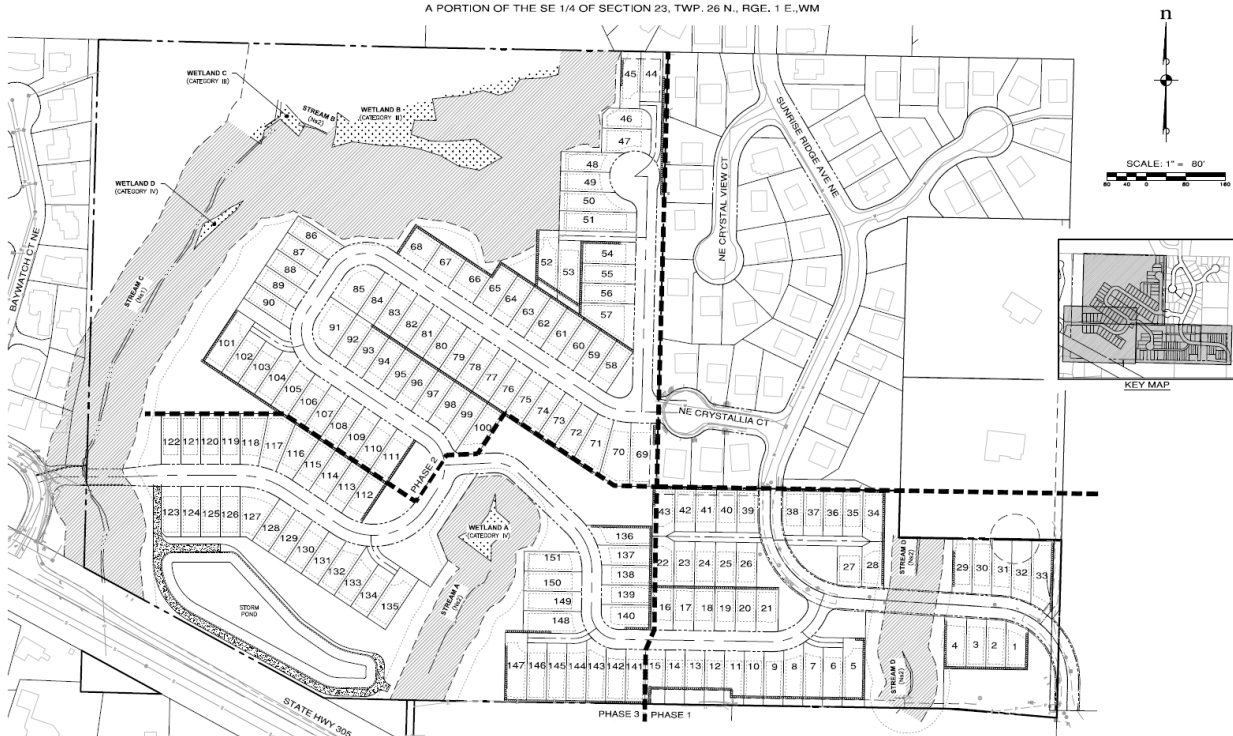 A PORTION OF THE SE 1/4 OF SECTION 23, TWP. 26 N., RGE. 1 E.,WM
n
SCALE: 1" = 80'
80 40 0 80 160
KEY MAP
WETLAND C
(CATEGORY III)
STREAM B
(Ns2)
WETLAND B
(CATEGORY II)
WETLAND D
(CATEGORY IV)
STREAM C
(Ns1)
BAYWATCH CT NE
SUNRISE RIDGE AVE NE
NE CRYSTAL VIEW CT
NE CRYSTALLIA CT
45 44
46
47
48
49
50
51
52 53
54
55
56
57
68 67 66 65 64 63 62 61 60 59 58
86
87
88
89
90
85 84 83 82 81 80 79 78 77 76 75 74 73 72 71 70 69
91 92 93 94 95 96 97 98 99 100
101 102 103 104 105 106 107 108 109 110 111
PHASE 2
122 121 120 119 118 117 116 115 114 113 112
123 124 125 126 127 128 129 130 131 132 133 134 135
WETLAND A
(CATEGORY IV)
STREAM A
(Ns2)
STORM
POND
STATE HWY 305
136
137
138
139
140
151
150
149
148
147 146 145 144 143 142 141
43 42 41 40 39
38 37 36 35 34
22 23 24 25 26
27 28
16 17 18 19 20 21
15 14 13 12 11 10 9 8 7 6 5
STREAM D
(Ns2)
29 30 31 32 33
4 3 2 1
STREAM D
(Ns2)
PHASE 3 PHASE 1